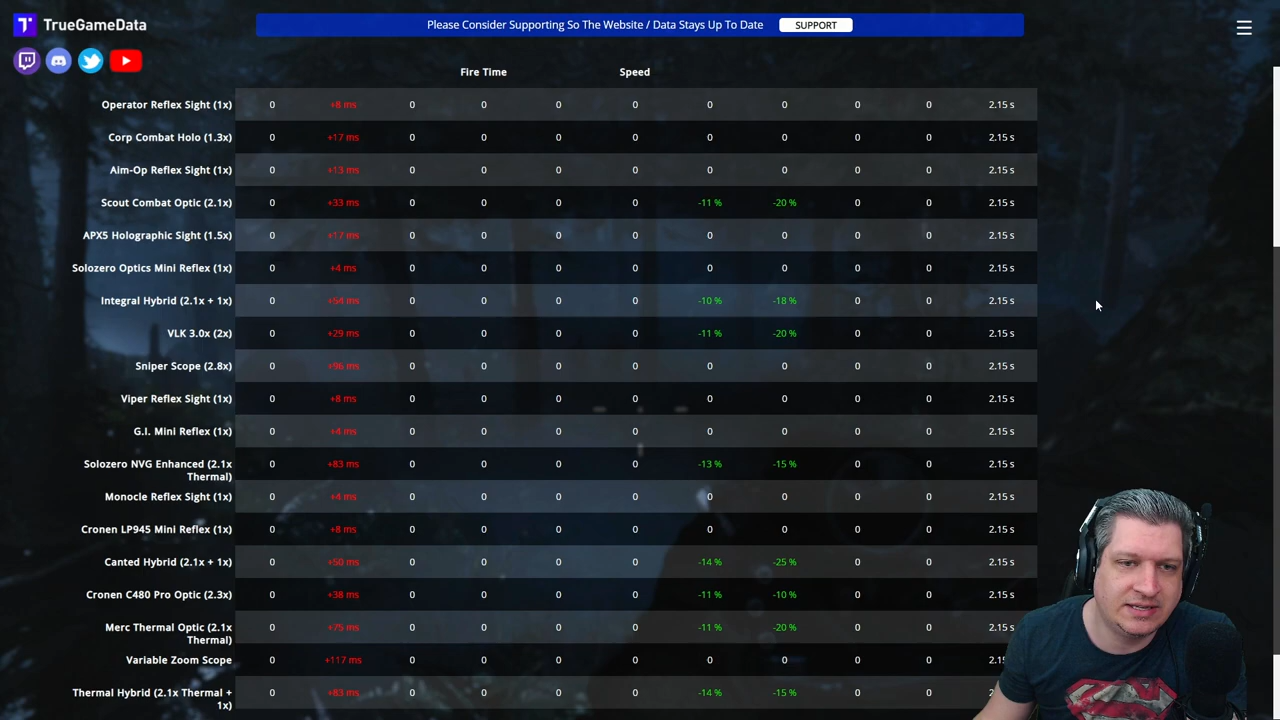 TrueGameData
Please Consider Supporting So The Website / Data Stays Up To Date SUPPORT
Fire Time Speed
Operator Reflex Sight (1x) 0 +8 ms 0 0 0 0 0 0 0 0 2.15 s
Corp Combat Holo (1.3x) 0 +17 ms 0 0 0 0 0 0 0 0 2.15 s
Aim-Op Reflex Sight (1x) 0 +13 ms 0 0 0 0 0 0 0 0 2.15 s
Scout Combat Optic (2.1x) 0 +33 ms 0 0 0 0 -11 % -20 % 0 0 2.15 s
APX5 Holographic Sight (1.5x) 0 +17 ms 0 0 0 0 0 0 0 0 2.15 s
Solozero Optics Mini Reflex (1x) 0 +4 ms 0 0 0 0 0 0 0 0 2.15 s
Integral Hybrid (2.1x + 1x) 0 +54 ms 0 0 0 0 -10 % -18 % 0 0 2.15 s
VLK 3.0x (2x) 0 +29 ms 0 0 0 0 -11 % -20 % 0 0 2.15 s
Sniper Scope (2.8x) 0 +96 ms 0 0 0 0 0 0 0 0 2.15 s
Viper Reflex Sight (1x) 0 +8 ms 0 0 0 0 0 0 0 0 2.15 s
G.I. Mini Reflex (1x) 0 +4 ms 0 0 0 0 0 0 0 0 2.15 s
Solozero NVG Enhanced (2.1x 0 +83 ms 0 0 0 0 -13 % -15 % 0 0 2.15 s
Thermal)
Monocle Reflex Sight (1x) 0 +4 ms 0 0 0 0 0 0 0 0 2.15 s
Cronen LP945 Mini Reflex (1x) 0 +8 ms 0 0 0 0 0 0 0 0 2.15 s
Canted Hybrid (2.1x + 1x) 0 +50 ms 0 0 0 0 -14 % -25 % 0 0 2.15 s
Cronen C480 Pro Optic (2.3x) 0 +38 ms 0 0 0 0 -11 % -10 % 0 0 2.15 s
Merc Thermal Optic (2.1x 0 +75 ms 0 0 0 0 -11 % -20 % 0 0 2.15 s
Thermal)
Variable Zoom Scope 0 +117 ms 0 0 0 0 0 0 0 0 2.15
Thermal Hybrid (2.1x Thermal + 0 +83 ms 0 0 0 0 -14 % -15 % 0 0 2
1x)